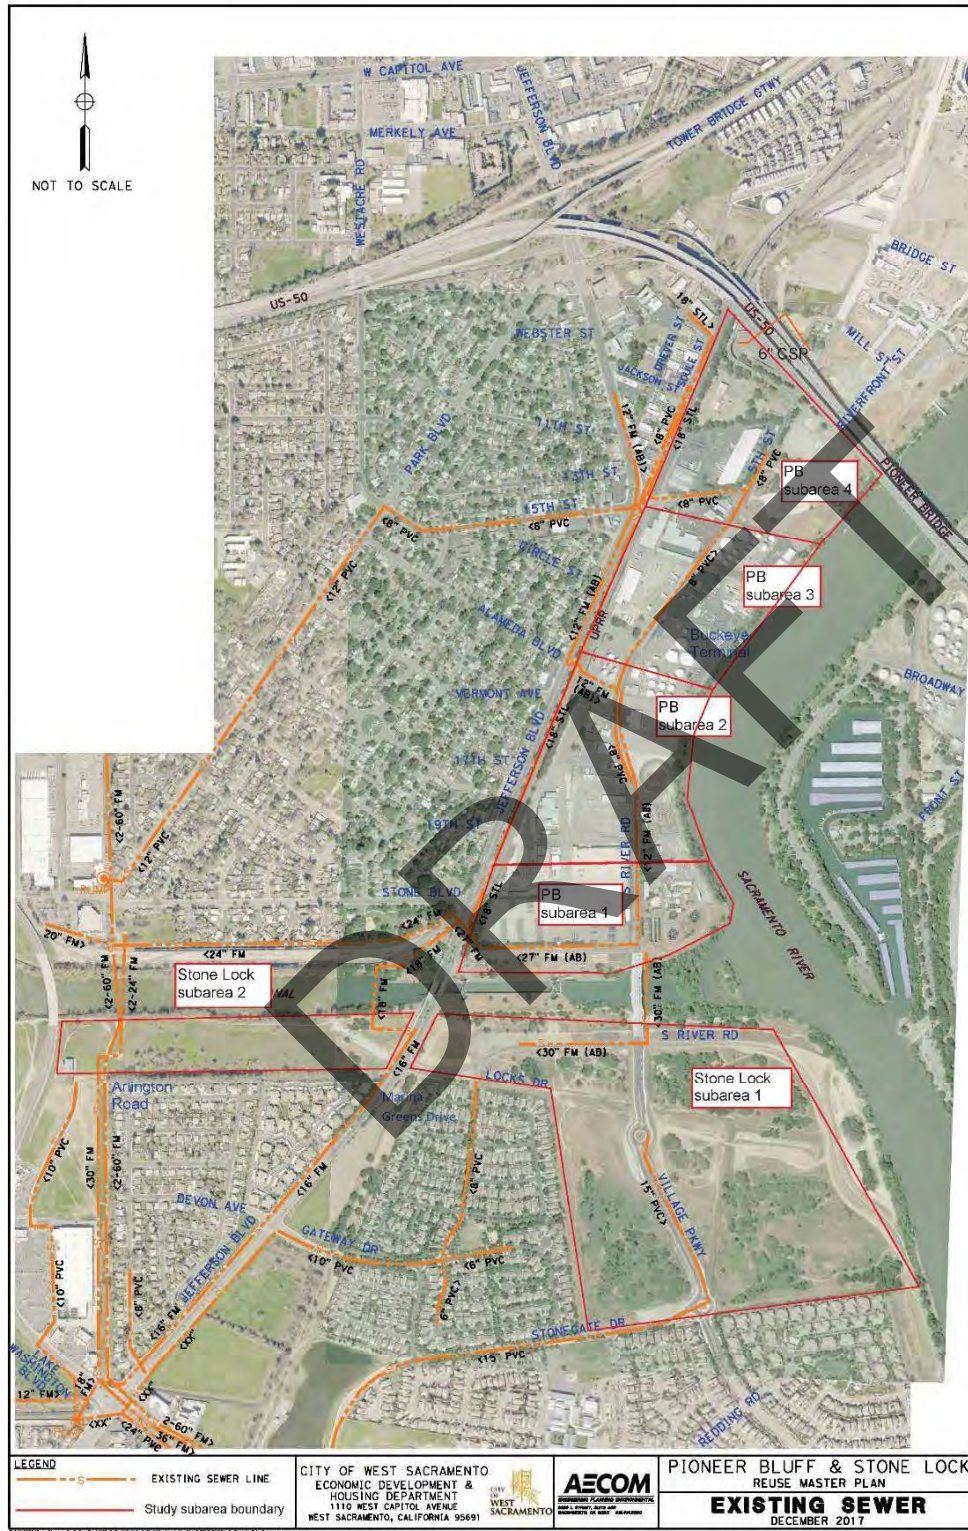 NOT TO SCALE
W CAPITOL AVE
JEFFERSON BLVD
MERKELY AVE
TOWER BRIDGE GTWY
WESTACRE RD
BRIDGE ST
US-50
US-50
18" STL>
WEBSTER ST
DREVER ST
SOULE ST
6" CSP
MILL ST
RIVERFRONT ST
JACKSON ST
12" FM (AB)>
<8" PVC
<18" STL
PARK BLVD
11TH ST
5TH ST
<8" PVC
PIONEER BRIDGE
13TH ST
PB
subarea 4
15TH ST
<8" PVC
<8" PVC
<8" PVC
CIRCLE ST
<12" PVC
<12" FM (AB)
8" PVC>
PB
subarea 3
UPRR
ALAMEDA BLVD
Buckeye
Terminal
BROADWAY
12" FM
(AB)>
VERMONT AVE
PB
subarea 2
<18" STL
JEFFERSON BLVD
17TH ST
<8" PVC
FRONT ST
<2-60" FM
19TH ST
S RIVER RD
<12" FM (AB)
<12" PVC
PUMP
STONE BLVD
PB
subarea 1
<18" STL
SACRAMENTO RIVER
<24" FM
20" FM>
<24" FM
<27" FM
<27" FM (AB)
<18" FM
Stone Lock
subarea 2
NAL
<2-60" FM
<2-24" FM
<18" FM
<30" FM (AB)
S RIVER RD
<30" FM (AB)
<16" FM
LOCKS DR
Stone Lock
subarea 1
Arlington
Road
Marina
Greens Drive
<10" PVC
<30" FM
<2-60" FM
<16" FM
<8" PVC
15" PVC>
VILLAGE PKWY
DEVON AVE
JEFFERSON BLVD
GATEWAY DR
<10" PVC
<6" PVC
<10" PVC
<8" PVC
<16" FM
6" PVC>
<XX"
STONEGATE DR
<15" PVC
LAKE
WASHINGTON
BLVD
18"
FM>
12" FM>
<XX"
<XX"
<24" PVC
2-60" FM>
36" FM>
REDDING RD
DRAFT
LEGEND
S
EXISTING SEWER LINE
Study subarea boundary
CITY OF WEST SACRAMENTO
ECONOMIC DEVELOPMENT &
HOUSING DEPARTMENT
1110 WEST CAPITOL AVENUE
WEST SACRAMENTO, CALIFORNIA 95691
CITY OF
WEST
SACRAMENTO
AECOM
PIONEER BLUFF & STONE LOCK
REUSE MASTER PLAN
EXISTING SEWER
DECEMBER 2017